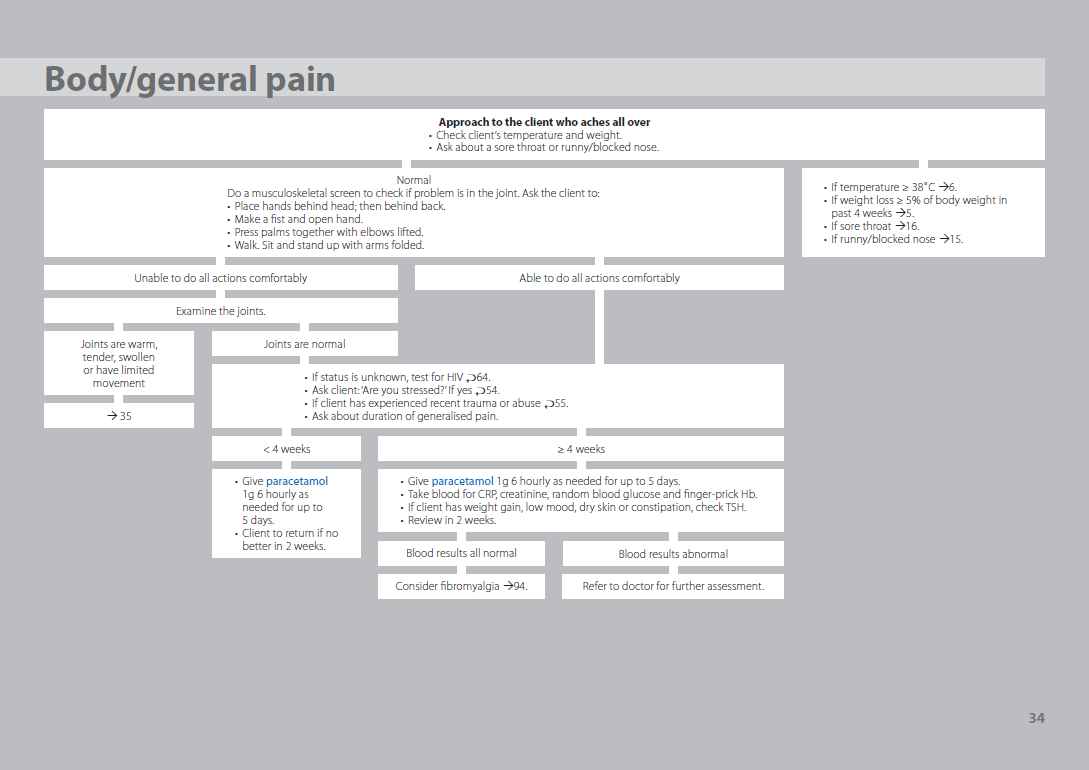 Body/general pain
Approach to the client who aches all over
• Check client's temperature and weight.
• Ask about a sore throat or runny/blocked nose.
Normal
Do a musculoskeletal screen to check if problem is in the joint. Ask the client to:
• Place hands behind head; then behind back.
• Make a fist and open hand.
• Press palms together with elbows lifted.
• Walk. Sit and stand up with arms folded.
• If temperature ≥ 38˚C →6.
• If weight loss ≥ 5% of body weight in
past 4 weeks →5.
• If sore throat →16.
• If runny/blocked nose →15.
Unable to do all actions comfortably
Able to do all actions comfortably
Examine the joints.
Joints are warm,
tender, swollen
or have limited
movement
Joints are normal
→ 35
• If status is unknown, test for HIV ⮌64.
• Ask client: 'Are you stressed?' If yes ⮌54.
• If client has experienced recent trauma or abuse ⮌55.
• Ask about duration of generalised pain.
< 4 weeks
≥ 4 weeks
• Give paracetamol
1g 6 hourly as
needed for up to
5 days.
• Client to return if no
better in 2 weeks.
• Give paracetamol 1g 6 hourly as needed for up to 5 days.
• Take blood for CRP, creatinine, random blood glucose and finger-prick Hb.
• If client has weight gain, low mood, dry skin or constipation, check TSH.
• Review in 2 weeks.
Blood results all normal
Blood results abnormal
Consider fibromyalgia →94.
Refer to doctor for further assessment.
34